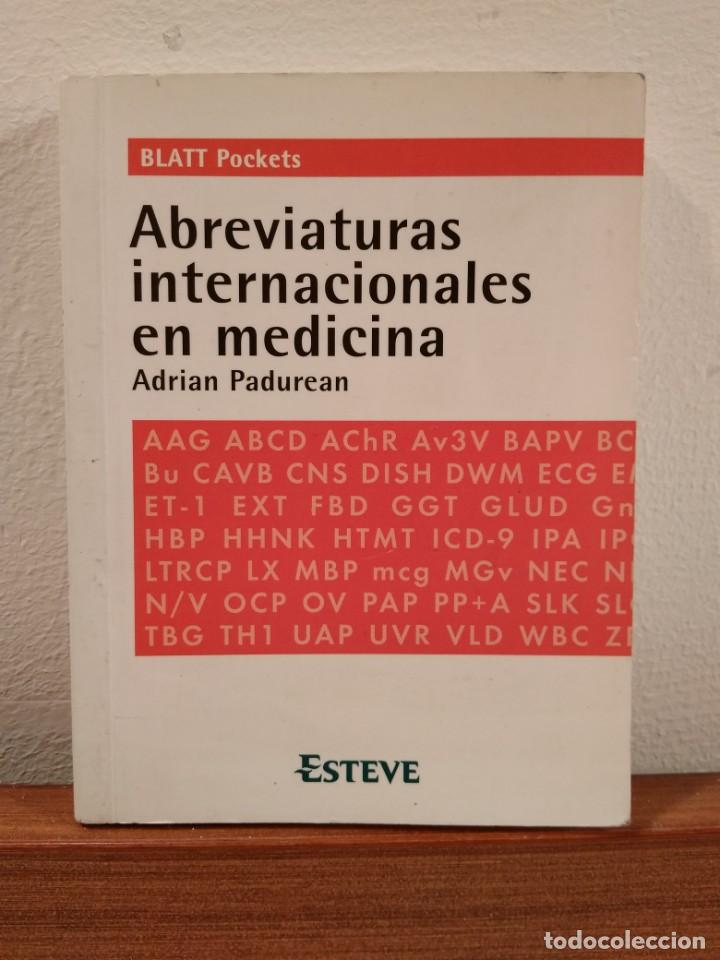 BLATT Pockets
Abreviaturas
internacionales
en medicina
Adrian Padurean
AAG ABCD AChR Av3V BAPV BC
Bu CAVB CNS DISH DWM ECG
ET-1 EXT FBD GGT GLUD Gn
HBP HHNK HTMT ICD-9 IPA
LTRCP LX MBP mcg MGv NEC
N/V OCP OV PAP PP+A SLK
TBG TH1 UAP UVR VLD WBC
ESTEVE
todocoleccion